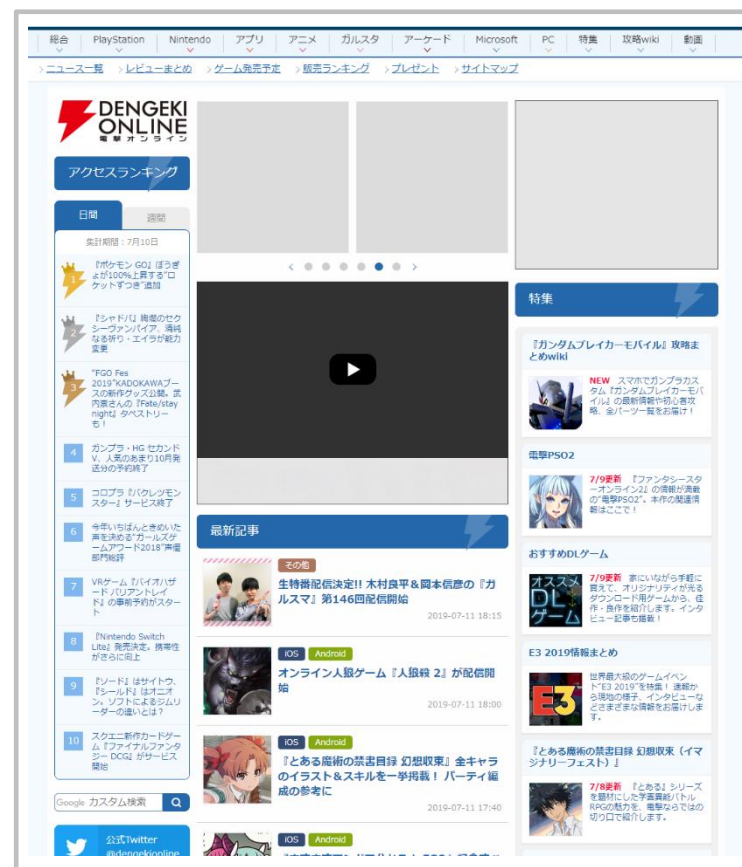 総合 PlayStation Nintendo アプリ アニメ ガルスタ アーケード Microsoft PC 特集 攻略wiki 動画
ニュース一覧 レビューまとめ ゲーム発売予定 販売ランキング プレゼント サイトマップ
DENGEKI
ONLINE
電撃オンライン
アクセスランキング
日間 週間
集計期間：7月10日
1
『ポケモン GO』ぼうぎ
ょが100%上昇する"ロ
ケットずつき"追加
2
『シャドバ』絢爛のセク
シーヴァンパイア、清純
なる祈り・エイラが能力
変更
3
"FGO Fes
2019"KADOKAWAブー
スの新作グッズ公開。武
内崇さんの『Fate/stay
night』タペストリー
も！
4
ガンプラ・HG セカンド
V、人気のあまり10月発
送分の予約終了
5
コロプラ『バクレツモン
スター』サービス終了
6
今年いちばんときめいた
声を決める"ガールズゲ
ームアワード2018"声優
部門総評
7
VRゲーム『バイオハザ
ード バリアントレイ
ド』の事前予約がスター
ト
8
『Nintendo Switch
Lite』発売決定。携帯性
がさらに向上
9
『ソード』はサイトウ、
『シールド』はオニオ
ン。ソフトによるジムリ
ーダーの違いとは？
10
スクエニ新作カードゲー
ム『ファイナルファンタ
ジー DCG』がサービス
開始
Google カスタム検索
公式Twitter
@dengekionline
最新記事
その他
生特番配信決定!! 木村良平&岡本信彦の『ガ
ルスマ』第146回配信開始
2019-07-11 18:15
iOS Android
オンライン人狼ゲーム『人狼殺 2』が配信開
始
2019-07-11 18:00
iOS Android
『とある魔術の禁書目録 幻想収束』全キャラ
のイラスト&スキルを一挙掲載！ パーティ編
成の参考に
2019-07-11 17:40
iOS Android
特集
『ガンダムブレイカーモバイル』攻略ま
とめwiki
NEW スマホでガンプラカス
タム『ガンダムブレイカーモバ
イル』の最新情報や初心者攻
略、全パーツ一覧をお届け！
電撃PSO2
7/9更新 『ファンタシースタ
ーオンライン2』の情報が満載
の"電撃PSO2"。本作の関連情
報はここで！
おすすめDLゲーム
オススメ
DL
ゲーム
7/9更新 家にいながら手軽に
買えて、オリジナリティが光る
ダウンロード用ゲームから、佳
作・良作を紹介します。インタ
ビュー記事も掲載！
E3 2019情報まとめ
E3
世界最大級のゲームイベン
ト"E3 2019"を特集！ 速報か
ら現地の様子、インタビューな
どさまざまな情報をお届けしま
す。
『とある魔術の禁書目録 幻想収束（イマ
ジナリーフェスト）』
7/8更新 『とある』シリーズ
を題材にした学園異能バトル
RPGの魅力を、電撃ならではの
切り口で紹介します。